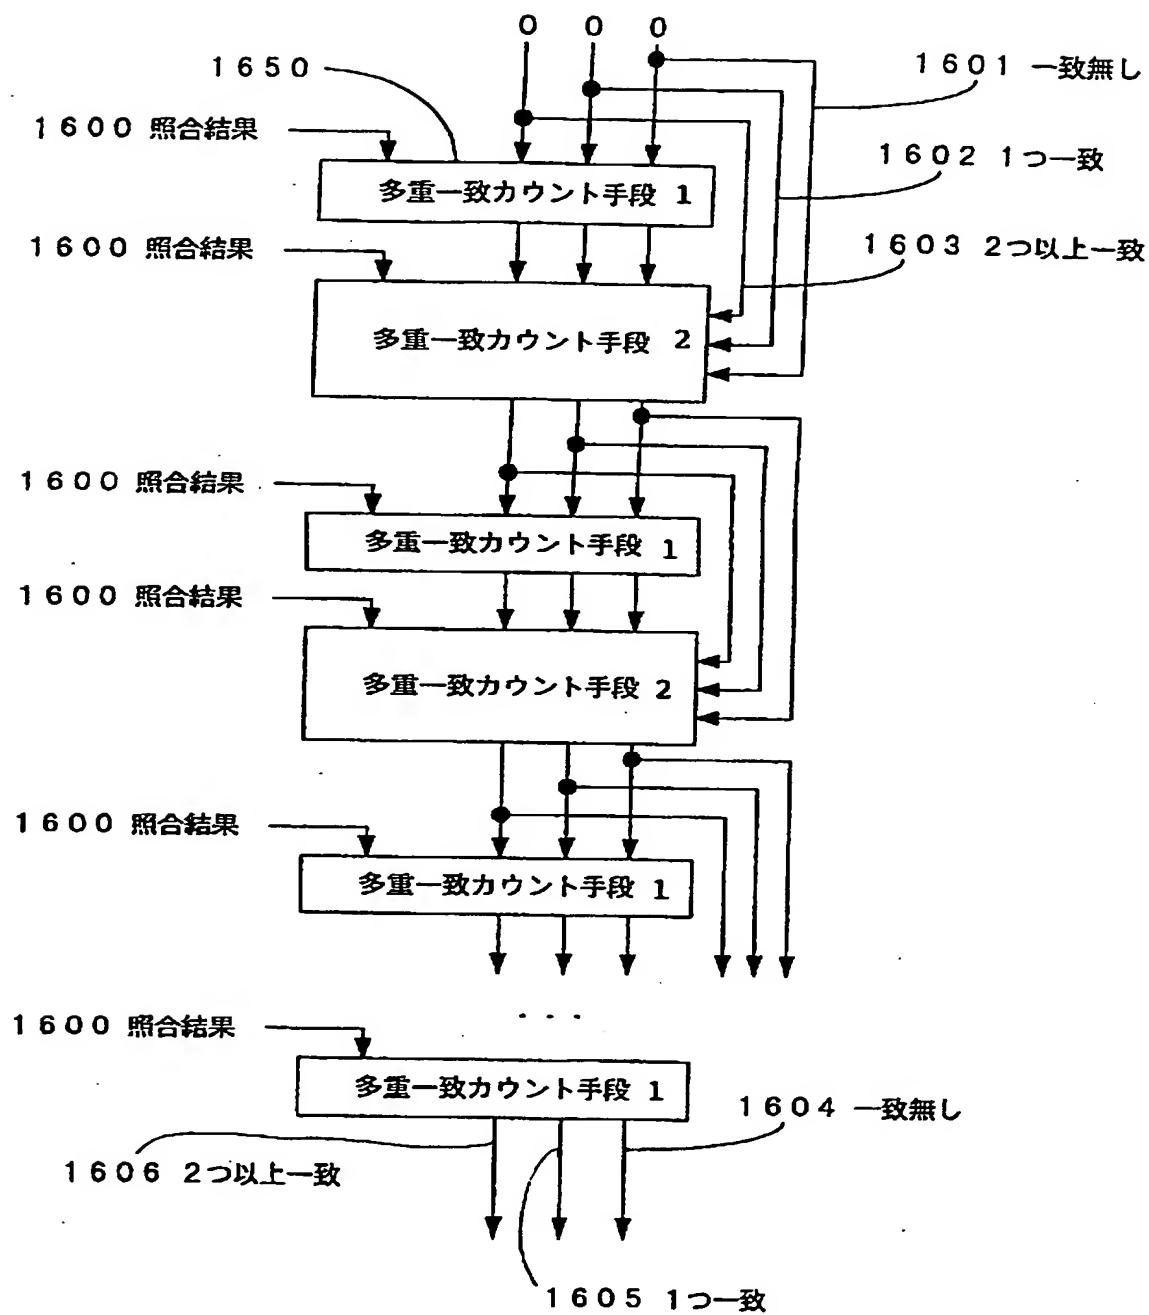 0 0 0
1650
1601 一致無し
1600 照合結果
1602 1つ一致
多重一致カウント手段 1
1600 照合結果
1603 2つ以上一致
多重一致カウント手段 2
1600 照合結果
多重一致カウント手段 1
1600 照合結果
多重一致カウント手段 2
1600 照合結果
多重一致カウント手段 1
...
1600 照合結果
多重一致カウント手段 1
1604 一致無し
1606 2つ以上一致
1605 1つ一致